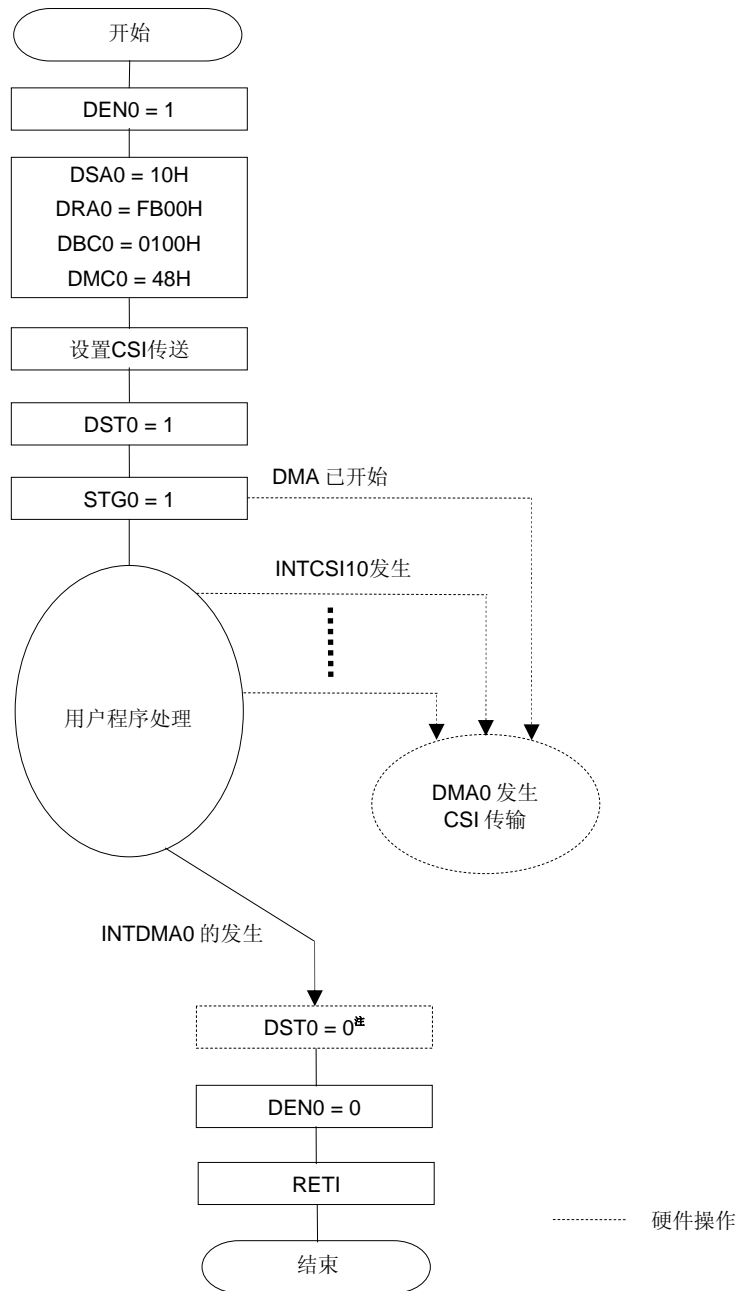 开始
DEN0 = 1
DSA0 = 10H
DRA0 = FB00H
DBC0 = 0100H
DMC0 = 48H
设置CSI传送
DST0 = 1
STG0 = 1
DMA 已开始
INTCSI10发生
用户程序处理
DMA0 发生
CSI 传输
INTDMA0 的发生
DST0 = 0注
DEN0 = 0
RETI
硬件操作
结束